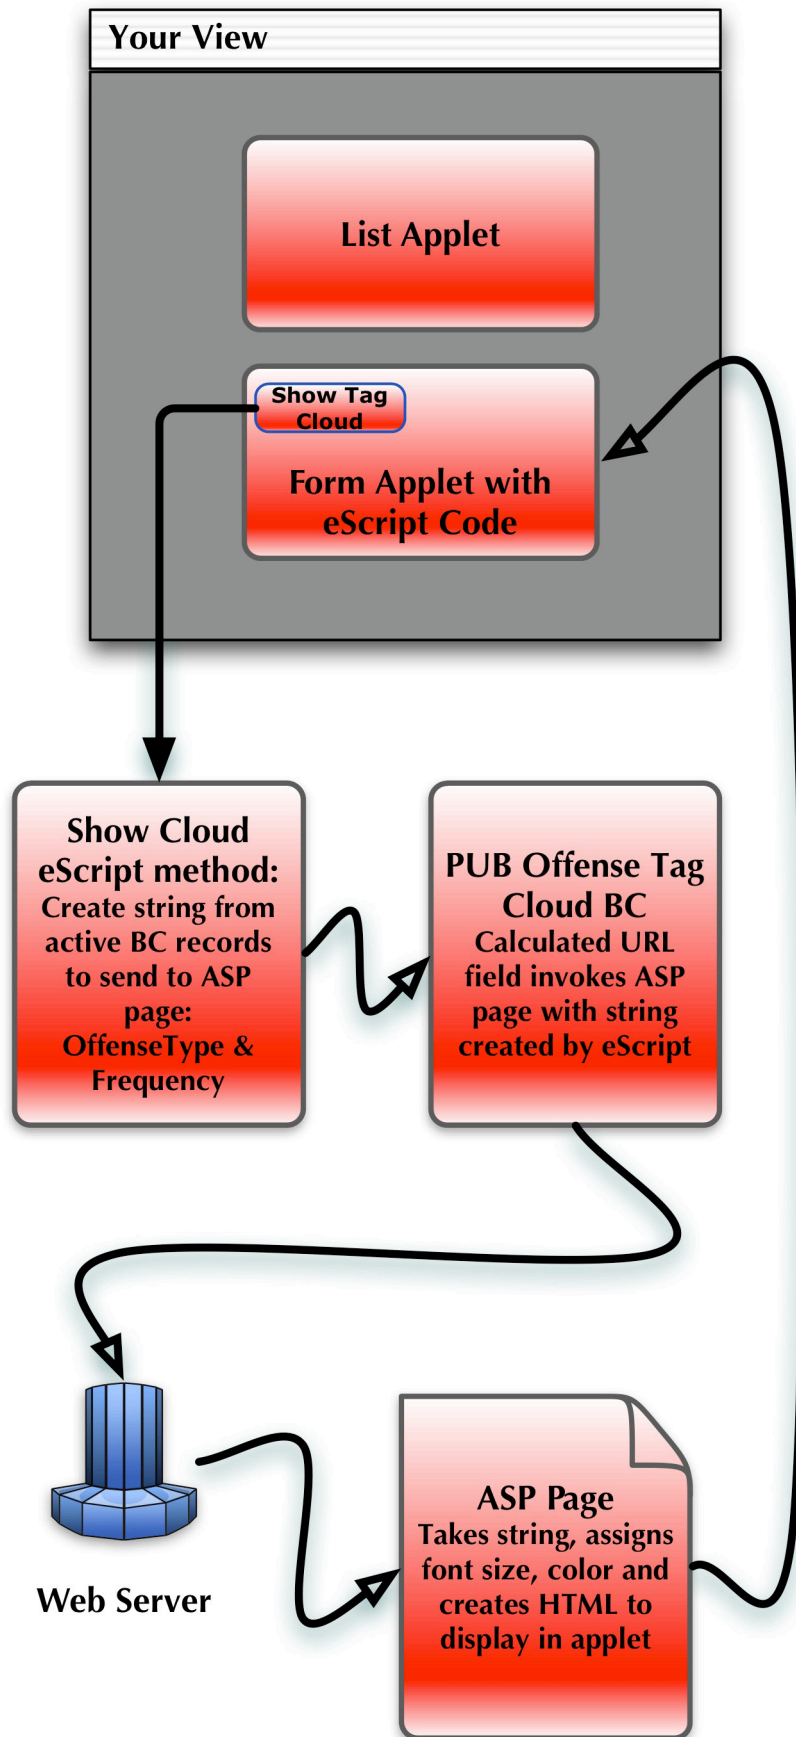 Your View
List Applet
Show Tag
Cloud
Form Applet with
eScript Code
Show Cloud
eScript method:
Create string from
active BC records
to send to ASP
page:
OffenseType &
Frequency
PUB Offense Tag
Cloud BC
Calculated URL
field invokes ASP
page with string
created by eScript
Web Server
ASP Page
Takes string, assigns
font size, color and
creates HTML to
display in applet